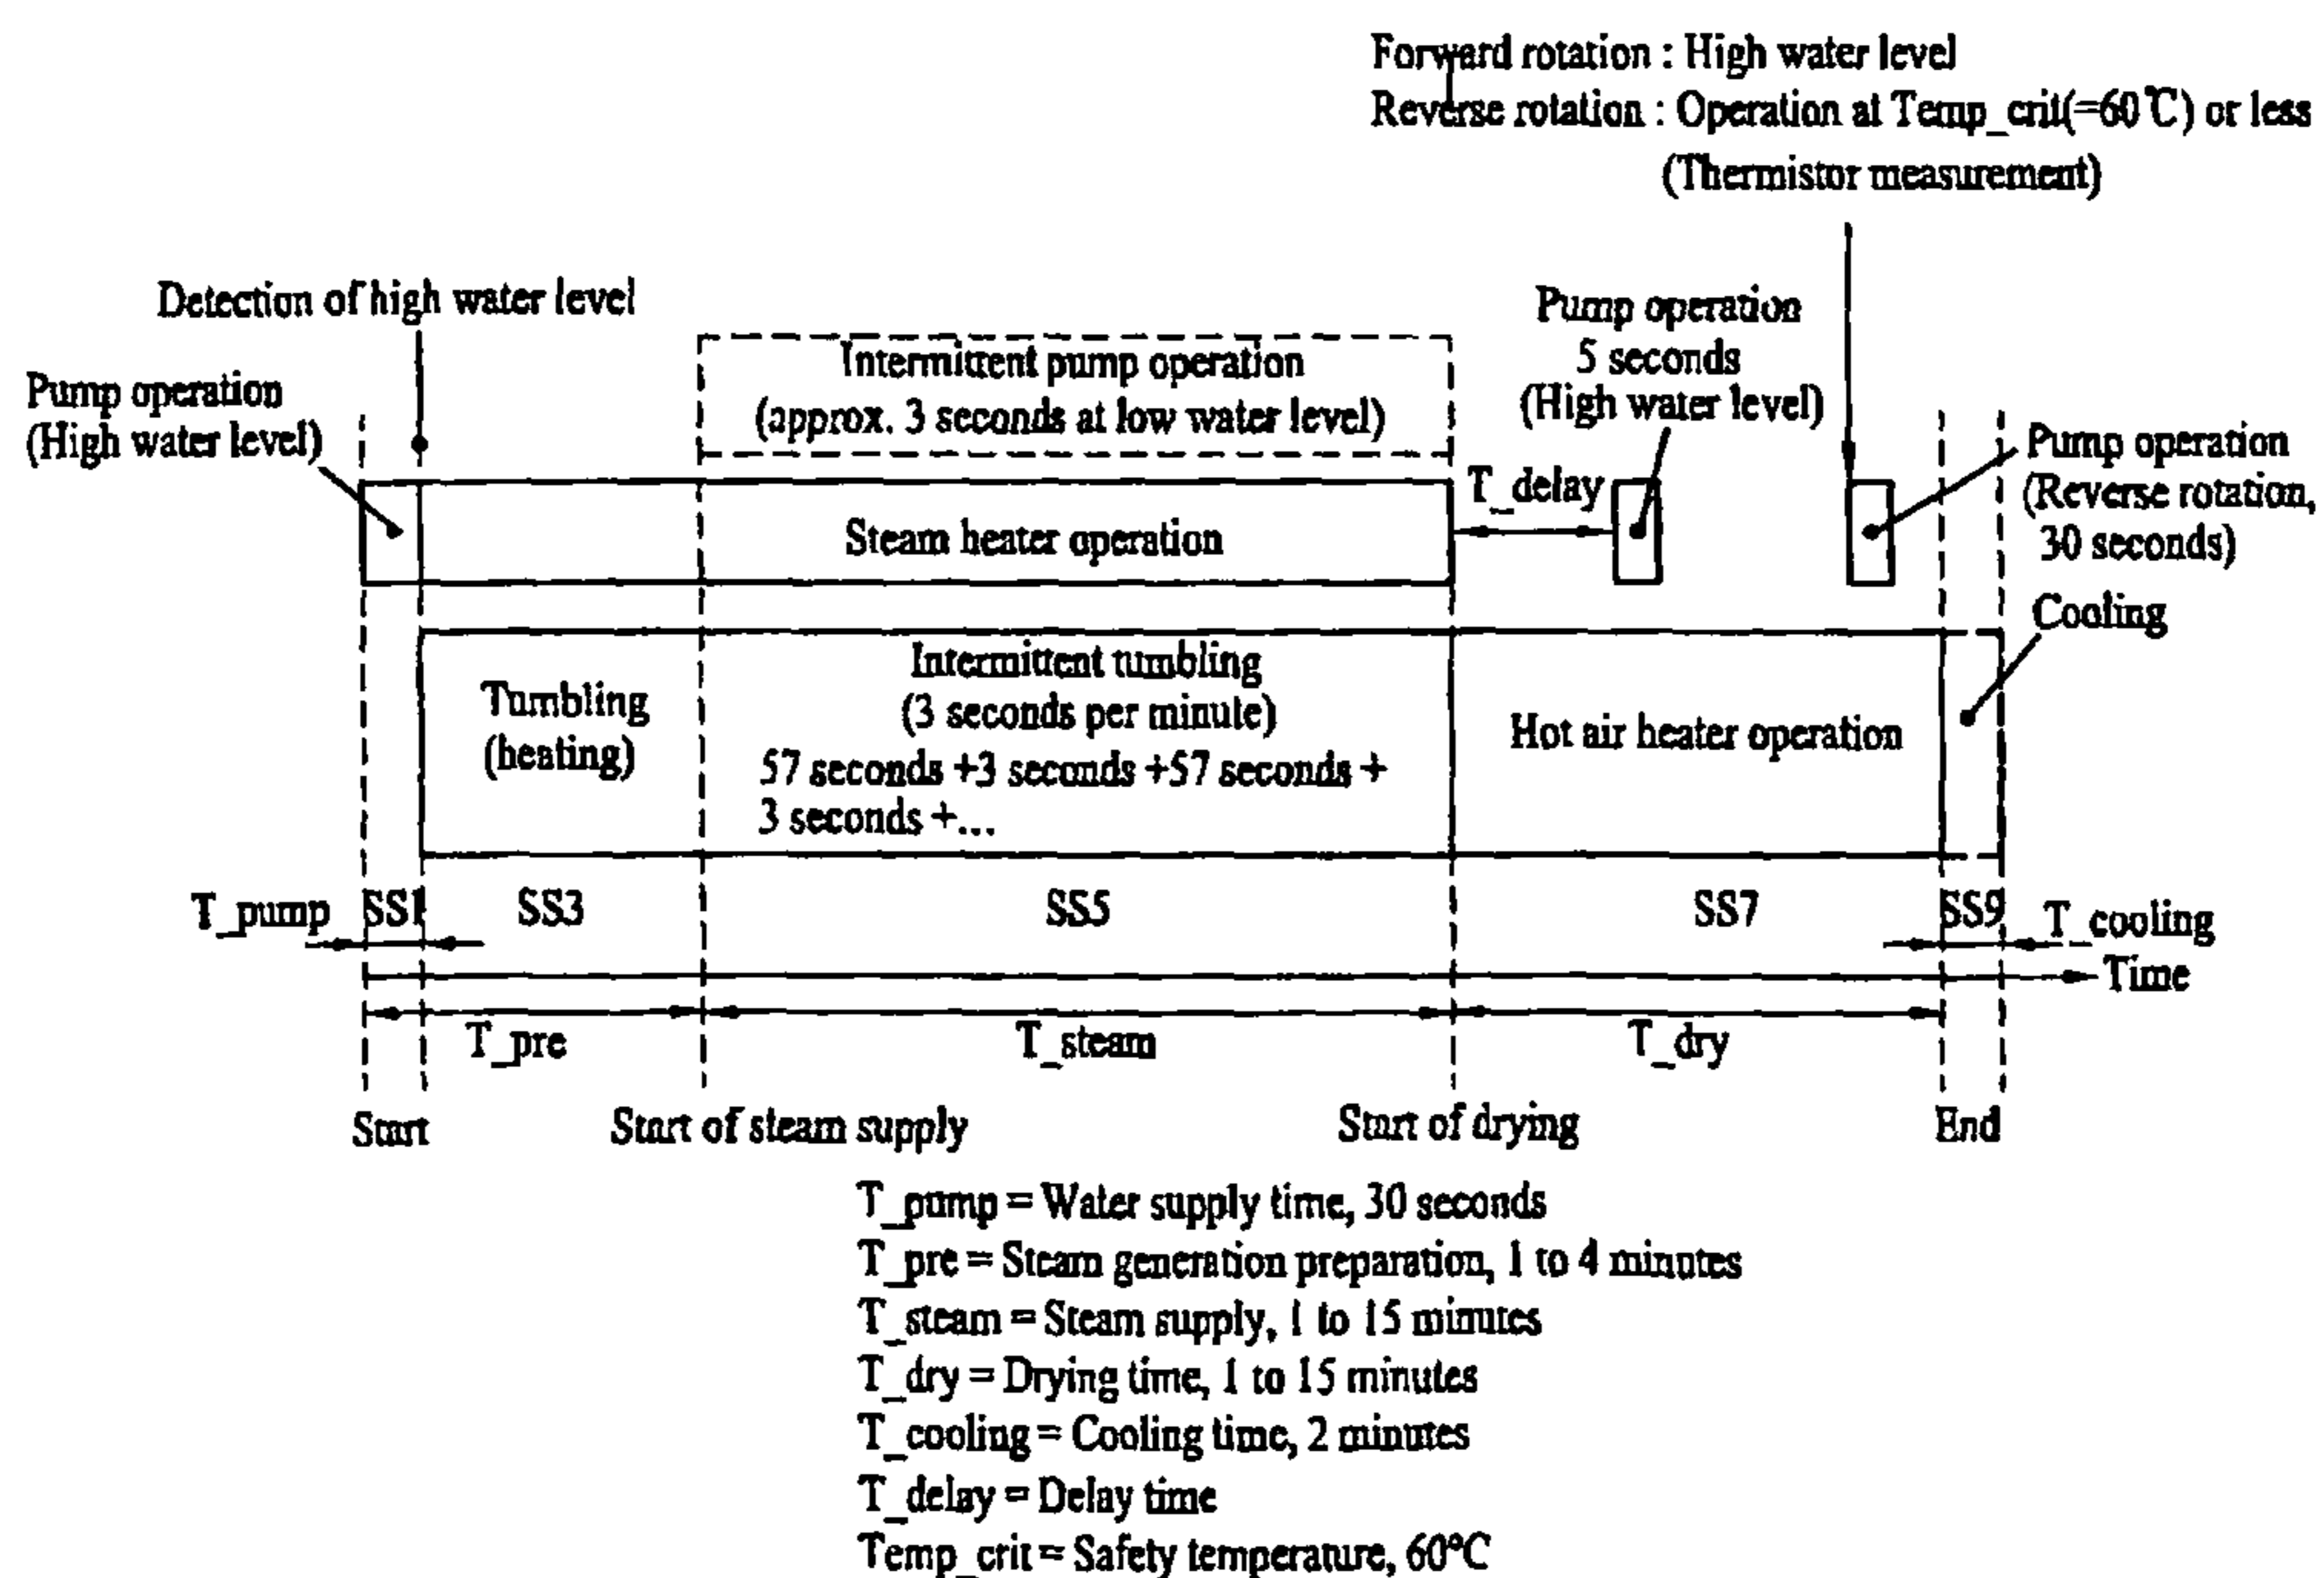 Forward rotation : High water level
Reverse rotation : Operation at Temp_crit(=60℃) or less
(Thermistor measurement)
Detection of high water level
Pump operation
(High water level)
Intermittent pump operation
(approx. 3 seconds at low water level)
Pump operation
5 seconds
(High water level)
T_delay
Pump operation
(Reverse rotation,
30 seconds)
Steam heater operation
Cooling
Tumbling
(heating)
Intermittent tumbling
(3 seconds per minute)
57 seconds +3 seconds +57 seconds +
3 seconds +...
Hot air heater operation
T_pump
SS1
SS3
SS5
SS7
SS9
T_cooling
Time
T_pre
T_steam
T_dry
Start
Start of steam supply
Start of drying
End
T_pump = Water supply time, 30 seconds
T_pre = Steam generation preparation, 1 to 4 minutes
T_steam = Steam supply, 1 to 15 minutes
T_dry = Drying time, 1 to 15 minutes
T_cooling = Cooling time, 2 minutes
T_delay = Delay time
Temp_crit = Safety temperature, 60°C